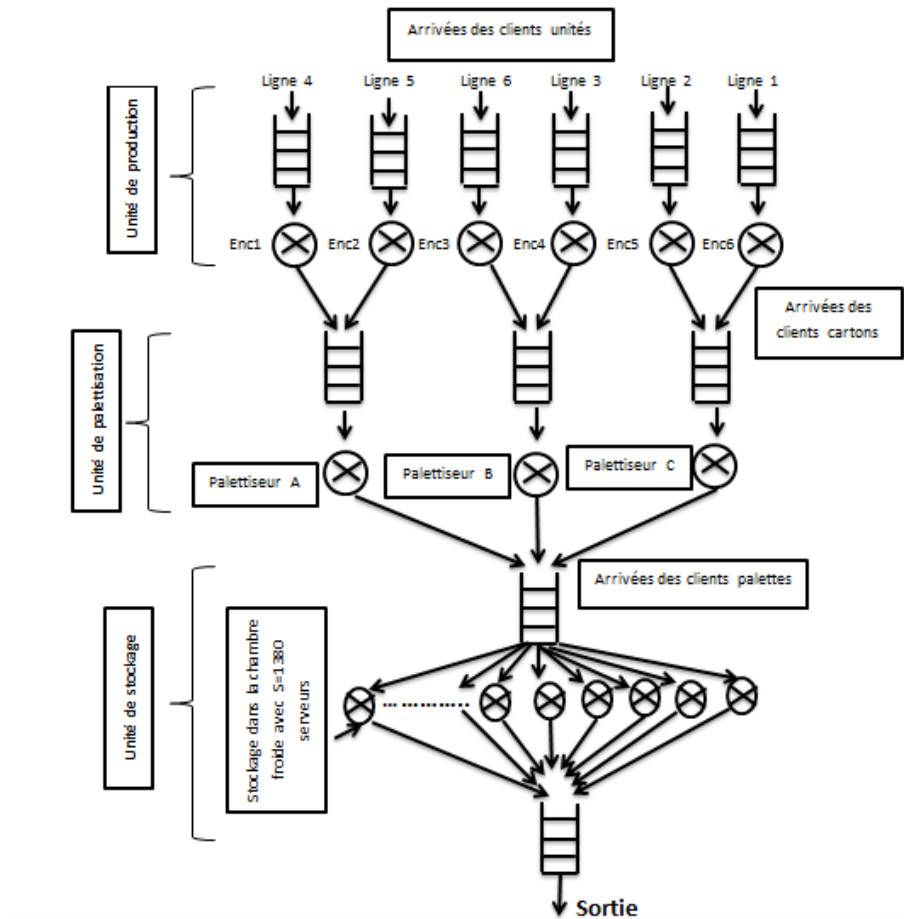 Arrivées des clients unités
Ligne 4
Ligne 5
Ligne 6
Ligne 3
Ligne 2
Ligne 1
Unité de production
Enc1
Enc2
Enc3
Enc4
Enc5
Enc6
Arrivées des
clients cartons
Unité de palettisation
Palettiseur A
Palettiseur B
Palettiseur C
Arrivées des clients palettes
Unité de stockage
Stockage dans la chambre
froide avec S=1380
serveurs
... ............
Sortie